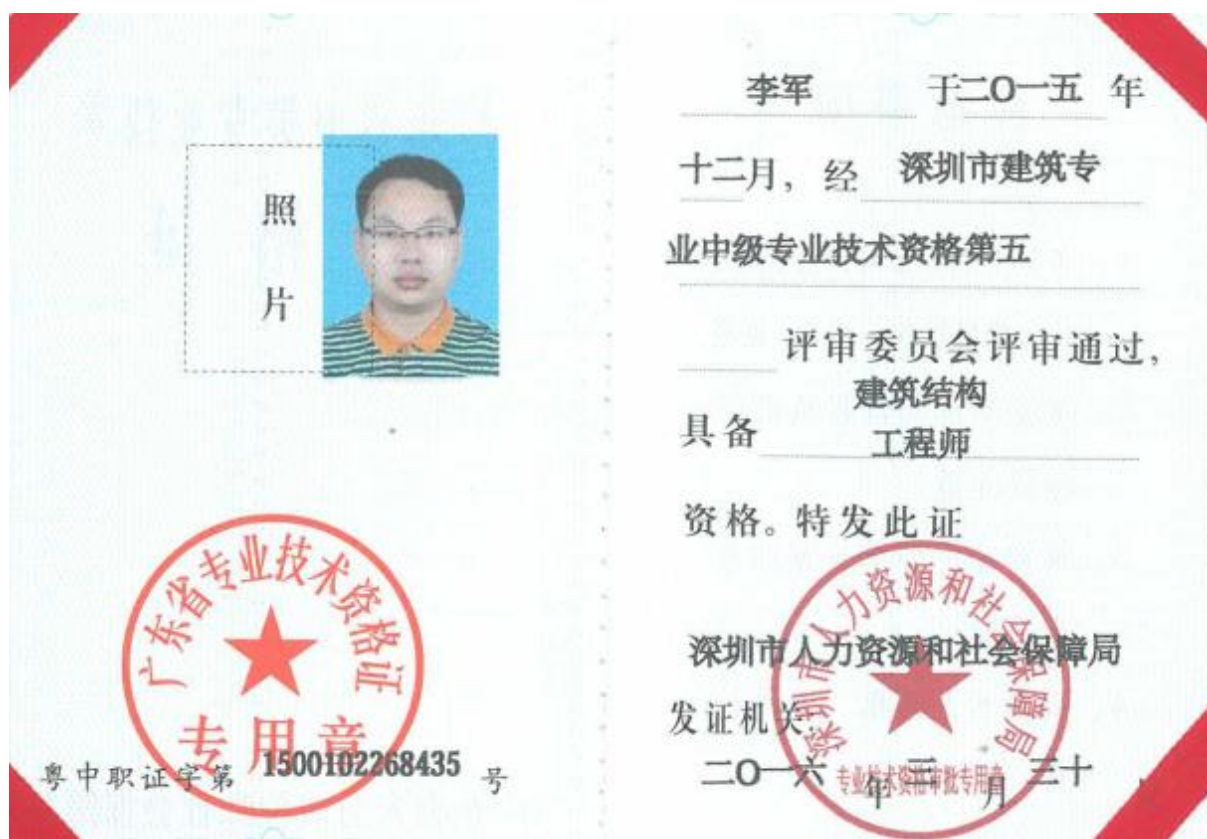 照
片
广东省专业技术资格证
专用章
粤中职证字第 1500102268435 号
李军 于二〇一五 年
十二月，经 深圳市建筑专
业中级专业技术资格第五
评审委员会评审通过，
建筑结构
具备 工程师
资格。特发此证
深圳市人力资源和社会保障局
深圳市人力资源和社会保障局
发证机关：
专业技术资格审批专用章
二〇一六 年 三 月 三十